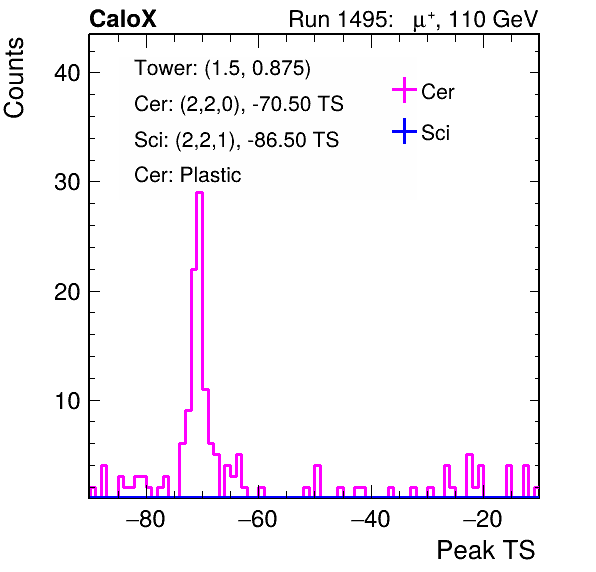 CaloX Run 1495: μ⁺, 110 GeV
Counts
Tower: (1.5, 0.875)
Cer: (2,2,0), -70.50 TS
Sci: (2,2,1), -86.50 TS
Cer: Plastic
Cer
Sci
40
30
20
10
−80 −60 −40 −20
Peak TS